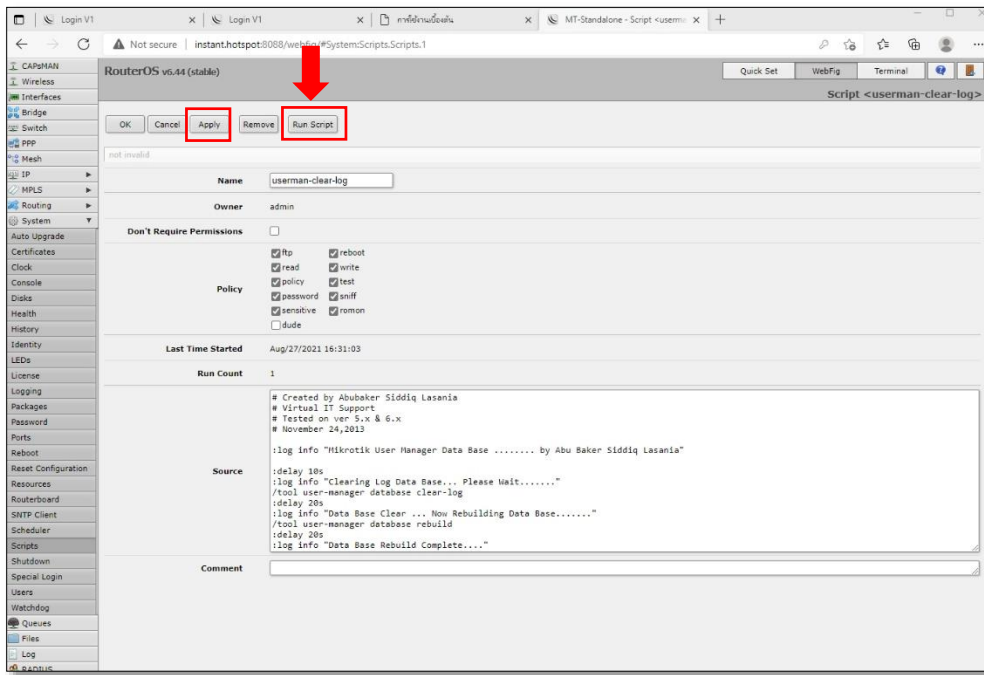 Login V1
Login V1
MT-Standalone - Script <userma
Not secure
instant.hotspot:8088/webfig/#System:Scripts.Scripts.1
RouterOS v6.44 (stable)
Quick Set
WebFig
Terminal
Script <userman-clear-log>
CAPsMAN
Wireless
Interfaces
Bridge
Switch
PPP
Mesh
IP
MPLS
Routing
System
Auto Upgrade
Certificates
Clock
Console
Disks
Health
History
Identity
LEDs
License
Logging
Packages
Password
Ports
Reboot
Reset Configuration
Resources
Routerboard
SNTP Client
Scheduler
Scripts
Shutdown
Special Login
Users
Watchdog
Queues
Files
Log
RADIUS
OK
Cancel
Apply
Remove
Run Script
not invalid
Name
userman-clear-log
Owner
admin
Don't Require Permissions
Policy
ftp
reboot
read
write
policy
test
password
sniff
sensitive
romon
dude
Last Time Started
Aug/27/2021 16:31:03
Run Count
1
Source
# Created by Abubaker Siddiq Lasania
# Virtual IT Support
# Tested on ver 5.x & 6.x
# November 24,2013
:log info "Mikrotik User Manager Data Base ........ by Abu Baker Siddiq Lasania"
:delay 10s
:log info "Clearing Log Data Base... Please Wait......."
/tool user-manager database clear-log
:delay 20s
:log info "Data Base Clear ... Now Rebuilding Data Base......."
/tool user-manager database rebuild
:delay 20s
:log info "Data Base Rebuild Complete...."
Comment